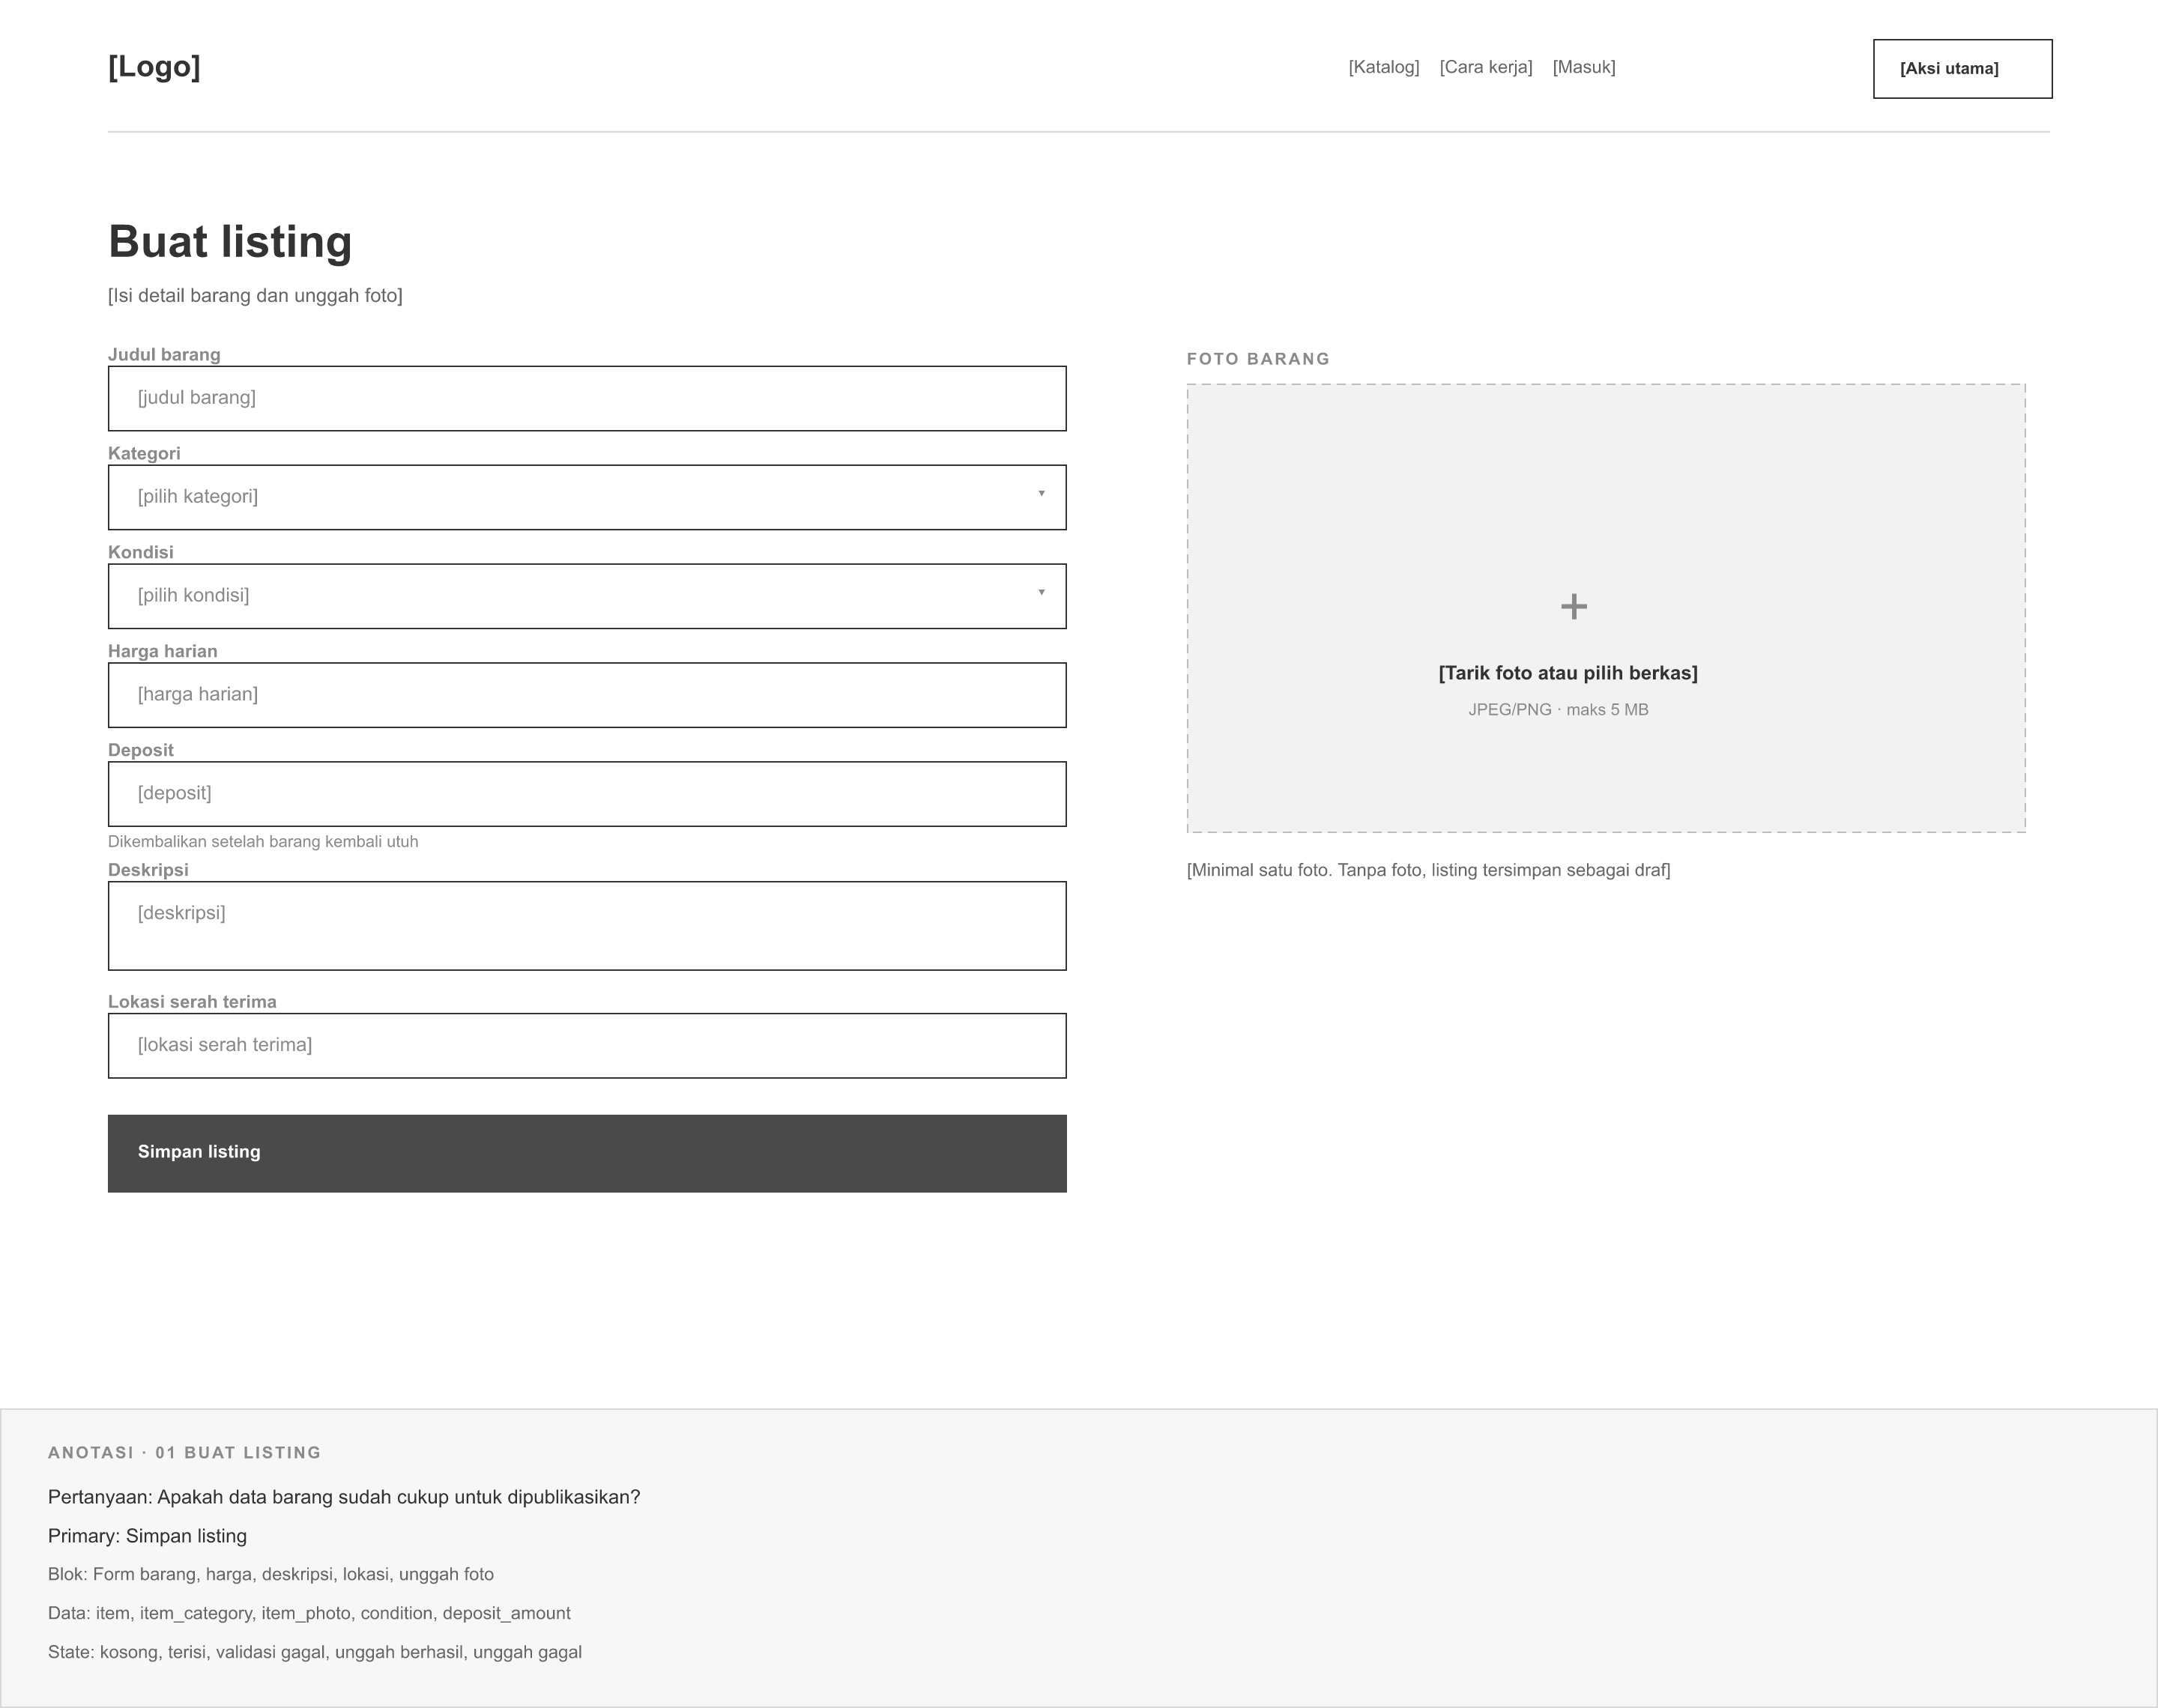 [Logo]
[Katalog] [Cara kerja] [Masuk]
[Aksi utama]
Buat listing
[Isi detail barang dan unggah foto]
Judul barang
[judul barang]
Kategori
[pilih kategori]
Kondisi
[pilih kondisi]
Harga harian
[harga harian]
Deposit
[deposit]
Dikembalikan setelah barang kembali utuh
Deskripsi
[deskripsi]
Lokasi serah terima
[lokasi serah terima]
Simpan listing
FOTO BARANG
+
[Tarik foto atau pilih berkas]
JPEG/PNG · maks 5 MB
[Minimal satu foto. Tanpa foto, listing tersimpan sebagai draf]
ANOTASI · 01 BUAT LISTING
Pertanyaan: Apakah data barang sudah cukup untuk dipublikasikan?
Primary: Simpan listing
Blok: Form barang, harga, deskripsi, lokasi, unggah foto
Data: item, item_category, item_photo, condition, deposit_amount
State: kosong, terisi, validasi gagal, unggah berhasil, unggah gagal